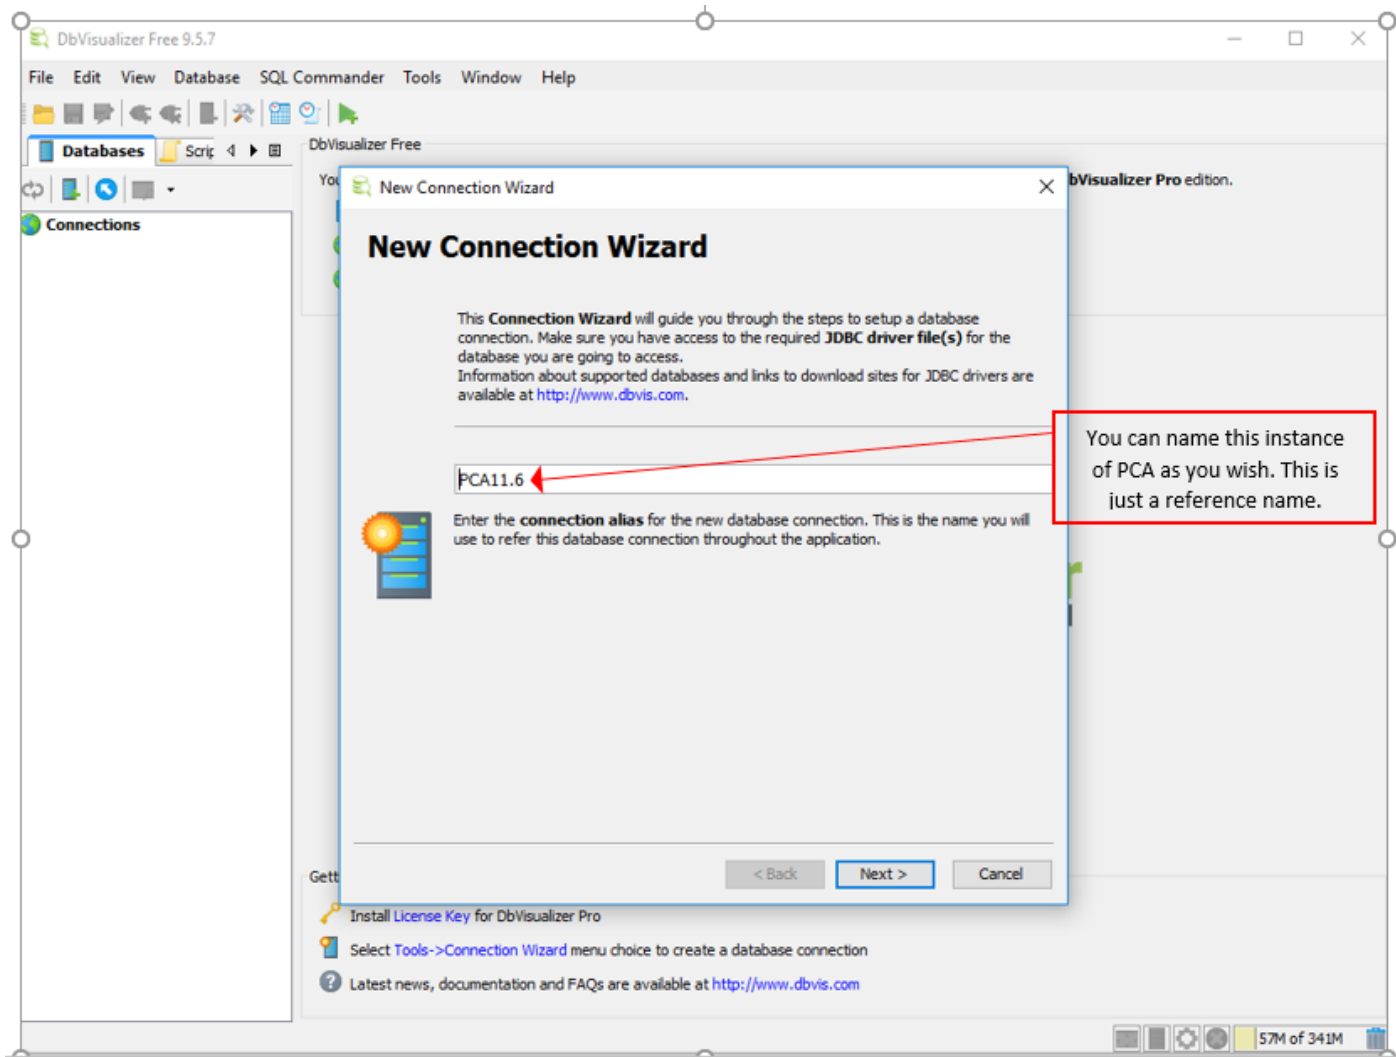 DbVisualizer Free 9.5.7
File Edit View Database SQL Commander Tools Window Help
Databases Scrip
DbVisualizer Free
You bVisualizer Pro edition.
Connections
New Connection Wizard
New Connection Wizard
This Connection Wizard will guide you through the steps to setup a database
connection. Make sure you have access to the required JDBC driver file(s) for the
database you are going to access.
Information about supported databases and links to download sites for JDBC drivers are
available at http://www.dbvis.com.
PCA11.6
You can name this instance
of PCA as you wish. This is
just a reference name.
Enter the connection alias for the new database connection. This is the name you will
use to refer this database connection throughout the application.
< Back Next > Cancel
Gett
Install License Key for DbVisualizer Pro
Select Tools->Connection Wizard menu choice to create a database connection
Latest news, documentation and FAQs are available at http://www.dbvis.com
57M of 341M